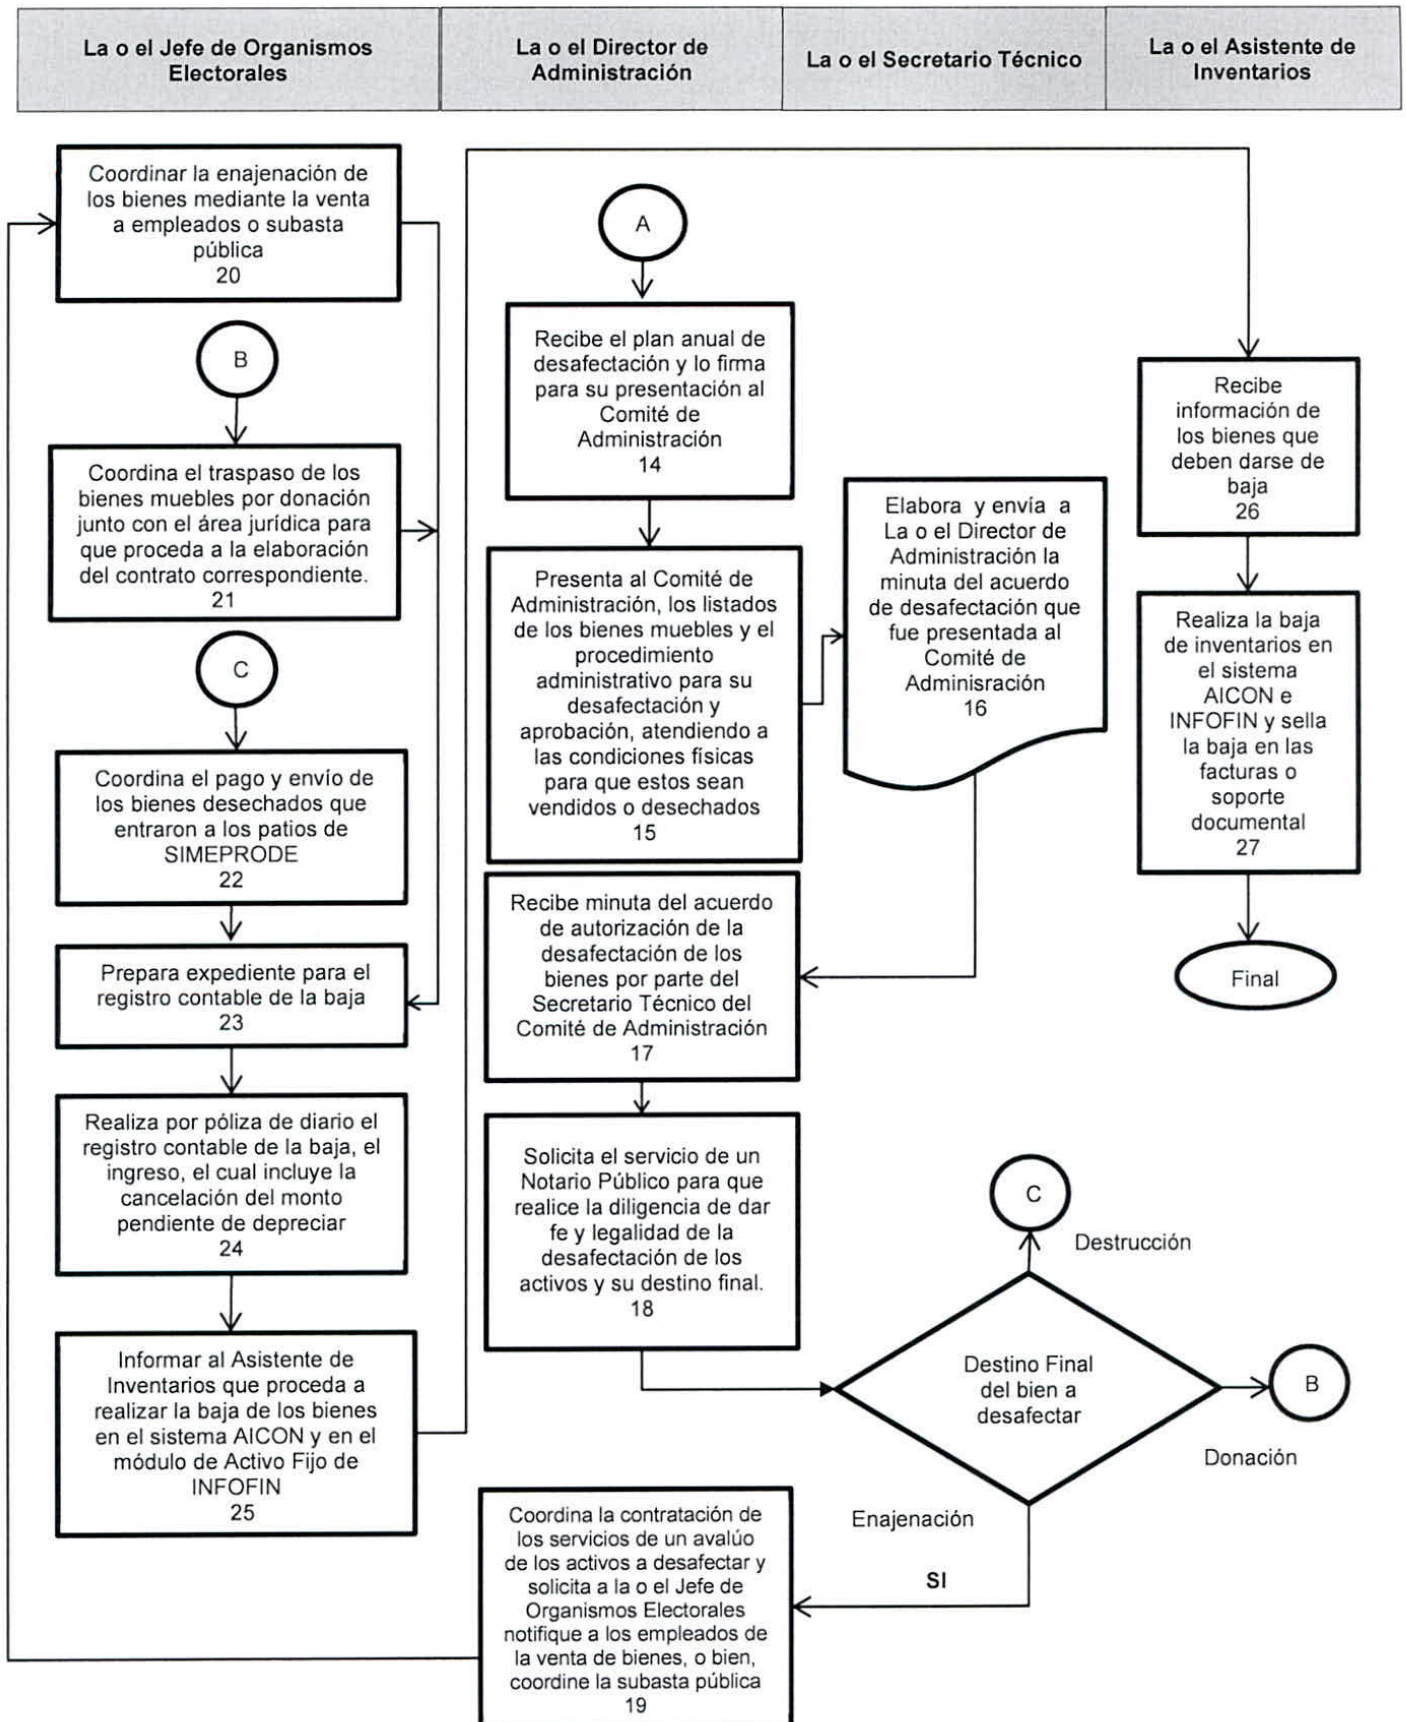 La o el Jefe de Organismos
Electorales
La o el Director de
Administración
La o el Secretario Técnico
La o el Asistente de
Inventarios
Coordinar la enajenación de
los bienes mediante la venta
a empleados o subasta
pública
20
B
Coordina el traspaso de los
bienes muebles por donación
junto con el área jurídica para
que proceda a la elaboración
del contrato correspondiente.
21
C
Coordina el pago y envío de
los bienes desechados que
entraron a los patios de
SIMEPRODE
22
Prepara expediente para el
registro contable de la baja
23
Realiza por póliza de diario el
registro contable de la baja, el
ingreso, el cual incluye la
cancelación del monto
pendiente de depreciar
24
Informar al Asistente de
Inventarios que proceda a
realizar la baja de los bienes
en el sistema AICON y en el
módulo de Activo Fijo de
INFOFIN
25
A
Recibe el plan anual de
desafectación y lo firma
para su presentación al
Comité de
Administración
14
Presenta al Comité de
Administración, los listados
de los bienes muebles y el
procedimiento
administrativo para su
desafectación y
aprobación, atendiendo a
las condiciones físicas
para que estos sean
vendidos o desechados
15
Elabora y envía a
La o el Director de
Administración la
minuta del acuerdo
de desafectación que
fue presentada al
Comité de
Adminisración
16
Recibe minuta del acuerdo
de autorización de la
desafectación de los
bienes por parte del
Secretario Técnico del
Comité de Administración
17
Solicita el servicio de un
Notario Público para que
realice la diligencia de dar
fe y legalidad de la
desafectación de los
activos y su destino final.
18
C
Destrucción
Destino Final
del bien a
desafectar
B
Donación
Enajenación
SI
Coordina la contratación de
los servicios de un avalúo
de los activos a desafectar y
solicita a la o el Jefe de
Organismos Electorales
notifique a los empleados de
la venta de bienes, o bien,
coordine la subasta pública
19
Recibe
información de
los bienes que
deben darse de
baja
26
Realiza la baja
de inventarios en
el sistema
AICON e
INFOFIN y sella
la baja en las
facturas o
soporte
documental
27
Final